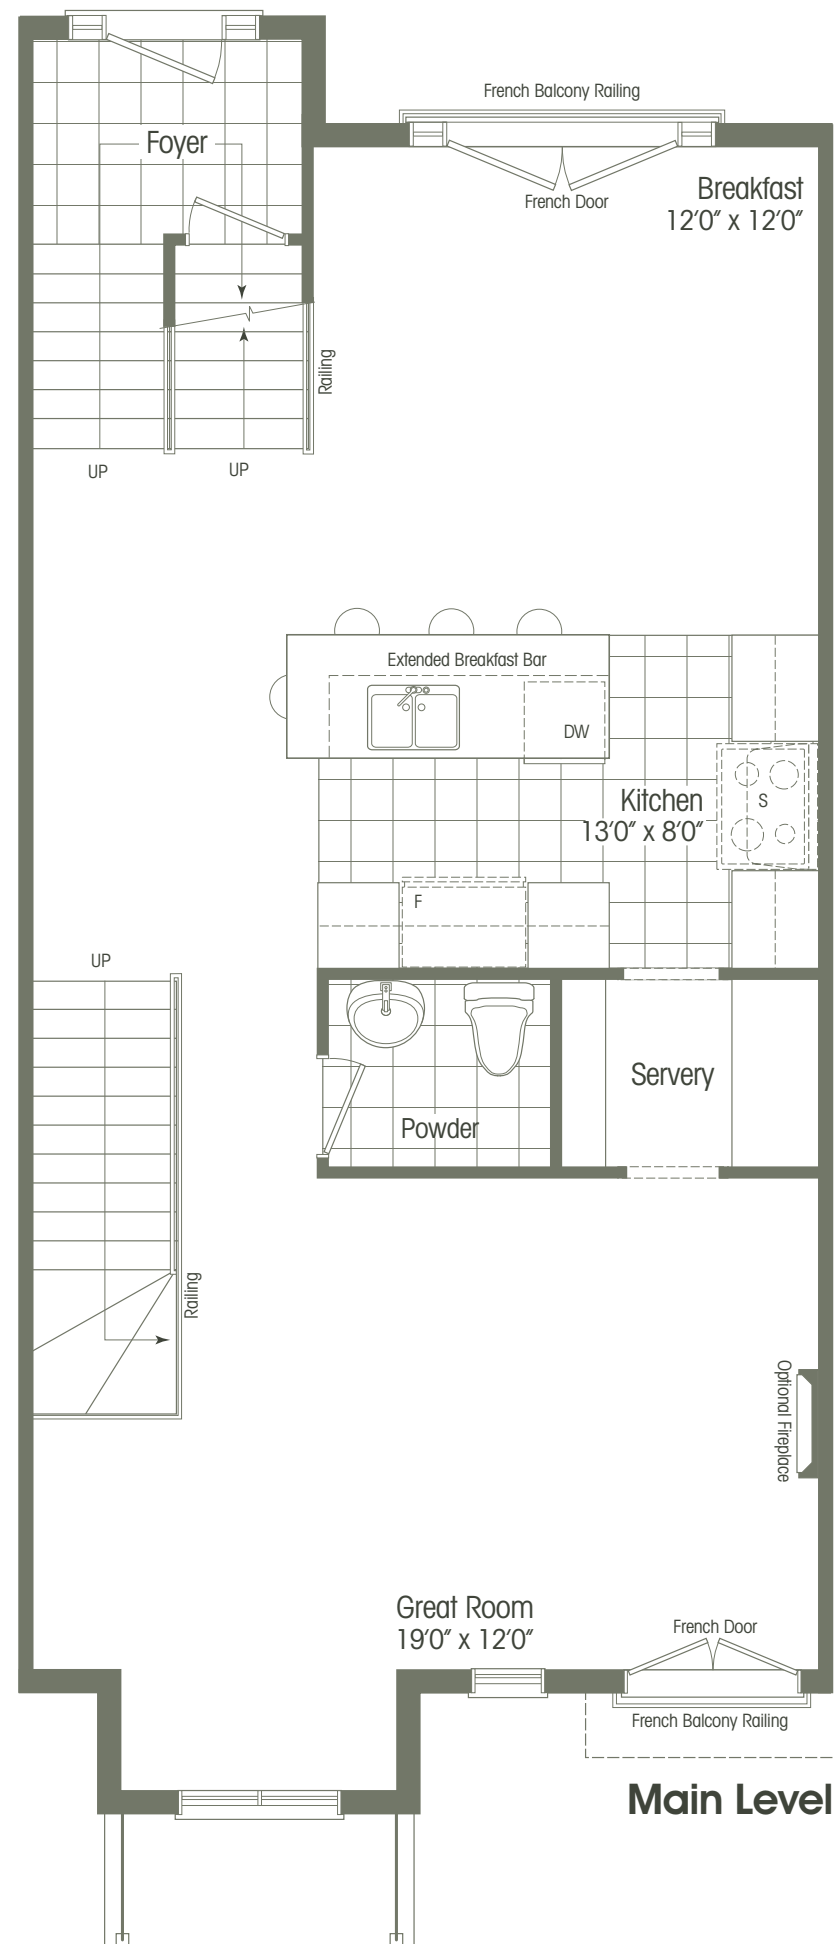 French Balcony Railing
Foyer
Breakfast
12'0" x 12'0"
French Door
Railing
UP
UP
Extended Breakfast Bar
DW
Kitchen
13'0" x 8'0"
S
F
UP
Servery
Powder
Railing
Optional Fireplace
Great Room
19'0" x 12'0"
French Door
French Balcony Railing
Main Level